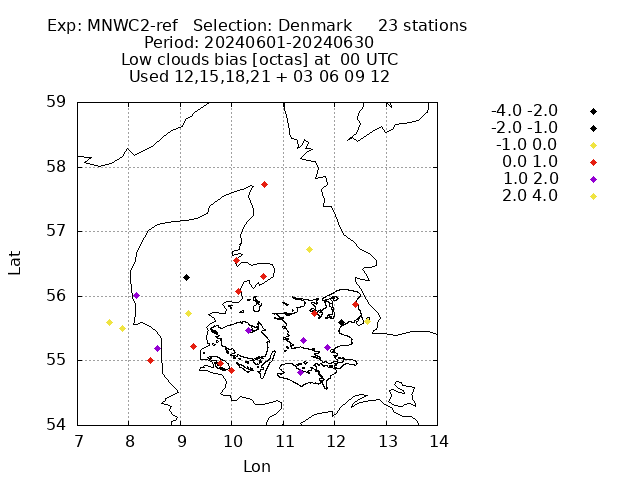 Exp: MNWC2-ref Selection: Denmark 23 stations
Period: 20240601-20240630
Low clouds bias [octas] at 00 UTC
Used 12,15,18,21 + 03 06 09 12
-4.0 -2.0
-2.0 -1.0
-1.0 0.0
0.0 1.0
1.0 2.0
2.0 4.0
59
58
57
56
55
54
Lat
7 8 9 10 11 12 13 14
Lon